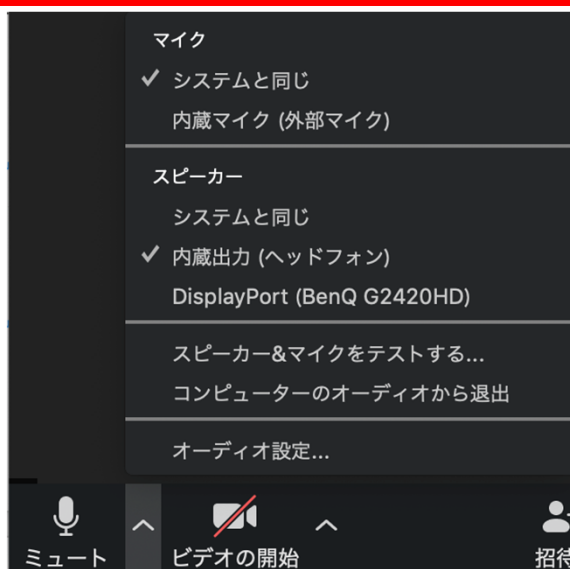 マイク
システムと同じ
内蔵マイク (外部マイク)
スピーカー
システムと同じ
内蔵出力 (ヘッドフォン)
DisplayPort (BenQ G2420HD)
スピーカー&マイクをテストする...
コンピューターのオーディオから退出
オーディオ設定...
ミュート
ビデオの開始
招待